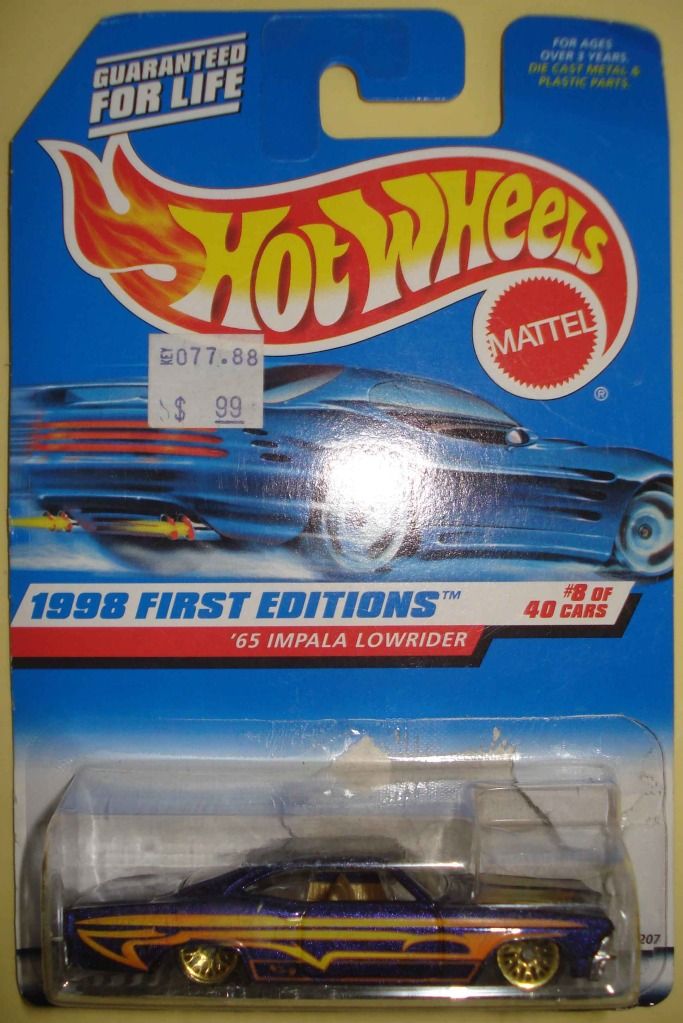 GUARANTEED
FOR LIFE
FOR AGES
OVER 3 YEARS.
DIE CAST METAL &
PLASTIC PARTS.
HOT WHEELS
MATTEL
®
KEY 077.88
$ 99
1998 FIRST EDITIONS™
#8 OF
40 CARS
'65 IMPALA LOWRIDER
207